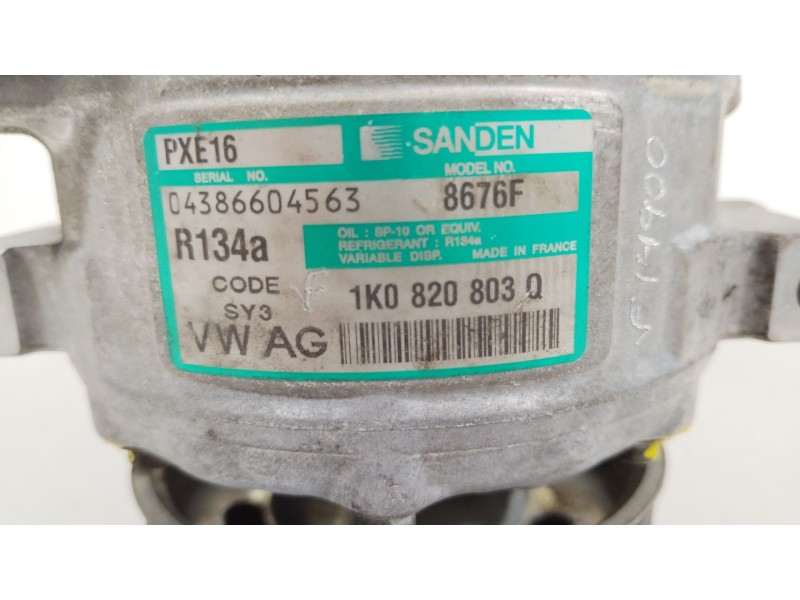 PXE16
SANDEN
SERIAL NO.
MODEL NO.
04386604563
8676F
R134a
OIL : SP-10 OR EQUIV.
REFRIGERANT : R134a
VARIABLE DISP. MADE IN FRANCE
CODE F
SY3
1K0 820 803 Q
VW AG
VF14900